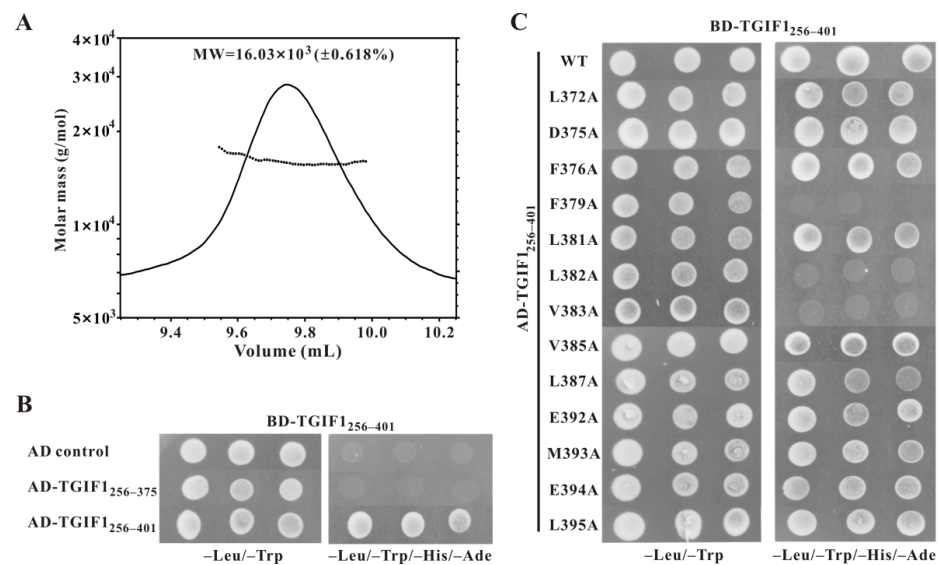 A
4×10⁴
3×10⁴
2×10⁴
1×10⁴
5×10³
Molar mass (g/mol)
MW=16.03×10³ (±0.618%)
9.4 9.6 9.8 10.0 10.25
Volume (mL)
B
BD-TGIF1₂₅₆₋₄₀₁
AD control
AD-TGIF1₂₅₆₋₃₇₅
AD-TGIF1₂₅₆₋₄₀₁
–Leu/–Trp –Leu/–Trp/–His/–Ade
C
BD-TGIF1₂₅₆₋₄₀₁
AD-TGIF1₂₅₆₋₄₀₁
WT
L372A
D375A
F376A
F379A
L381A
L382A
V383A
V385A
L387A
E392A
M393A
E394A
L395A
–Leu/–Trp –Leu/–Trp/–His/–Ade